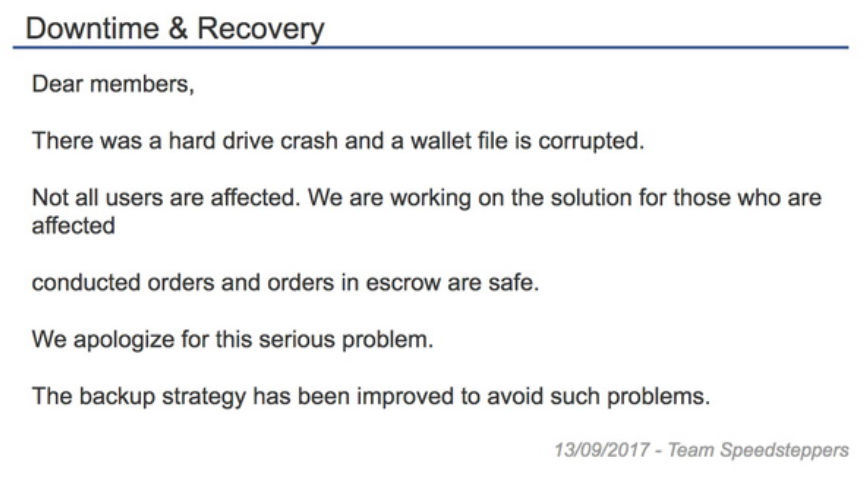 Downtime & Recovery
Dear members,
There was a hard drive crash and a wallet file is corrupted.
Not all users are affected. We are working on the solution for those who are
affected
conducted orders and orders in escrow are safe.
We apologize for this serious problem.
The backup strategy has been improved to avoid such problems.
13/09/2017 - Team Speedsteppers